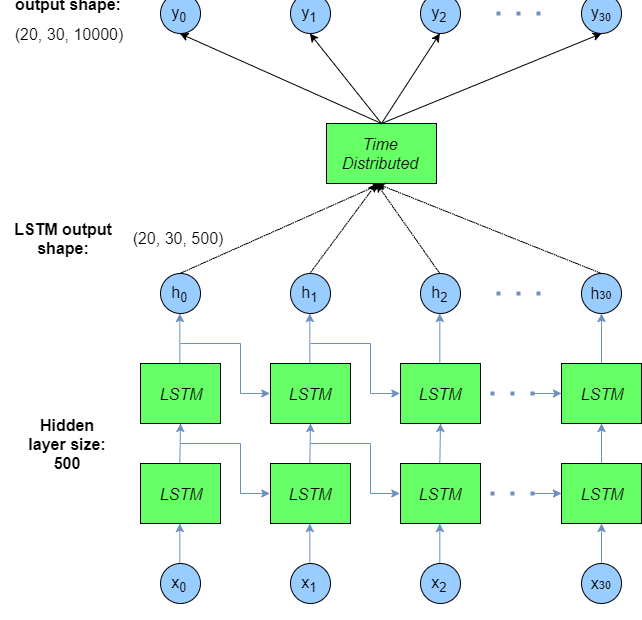 output shape:
(20, 30, 10000)
y0 y1 y2 y30
Time
Distributed
LSTM output
shape:
(20, 30, 500)
h0 h1 h2 h30
LSTM LSTM LSTM LSTM
Hidden
layer size:
500
LSTM LSTM LSTM LSTM
x0 x1 x2 x30